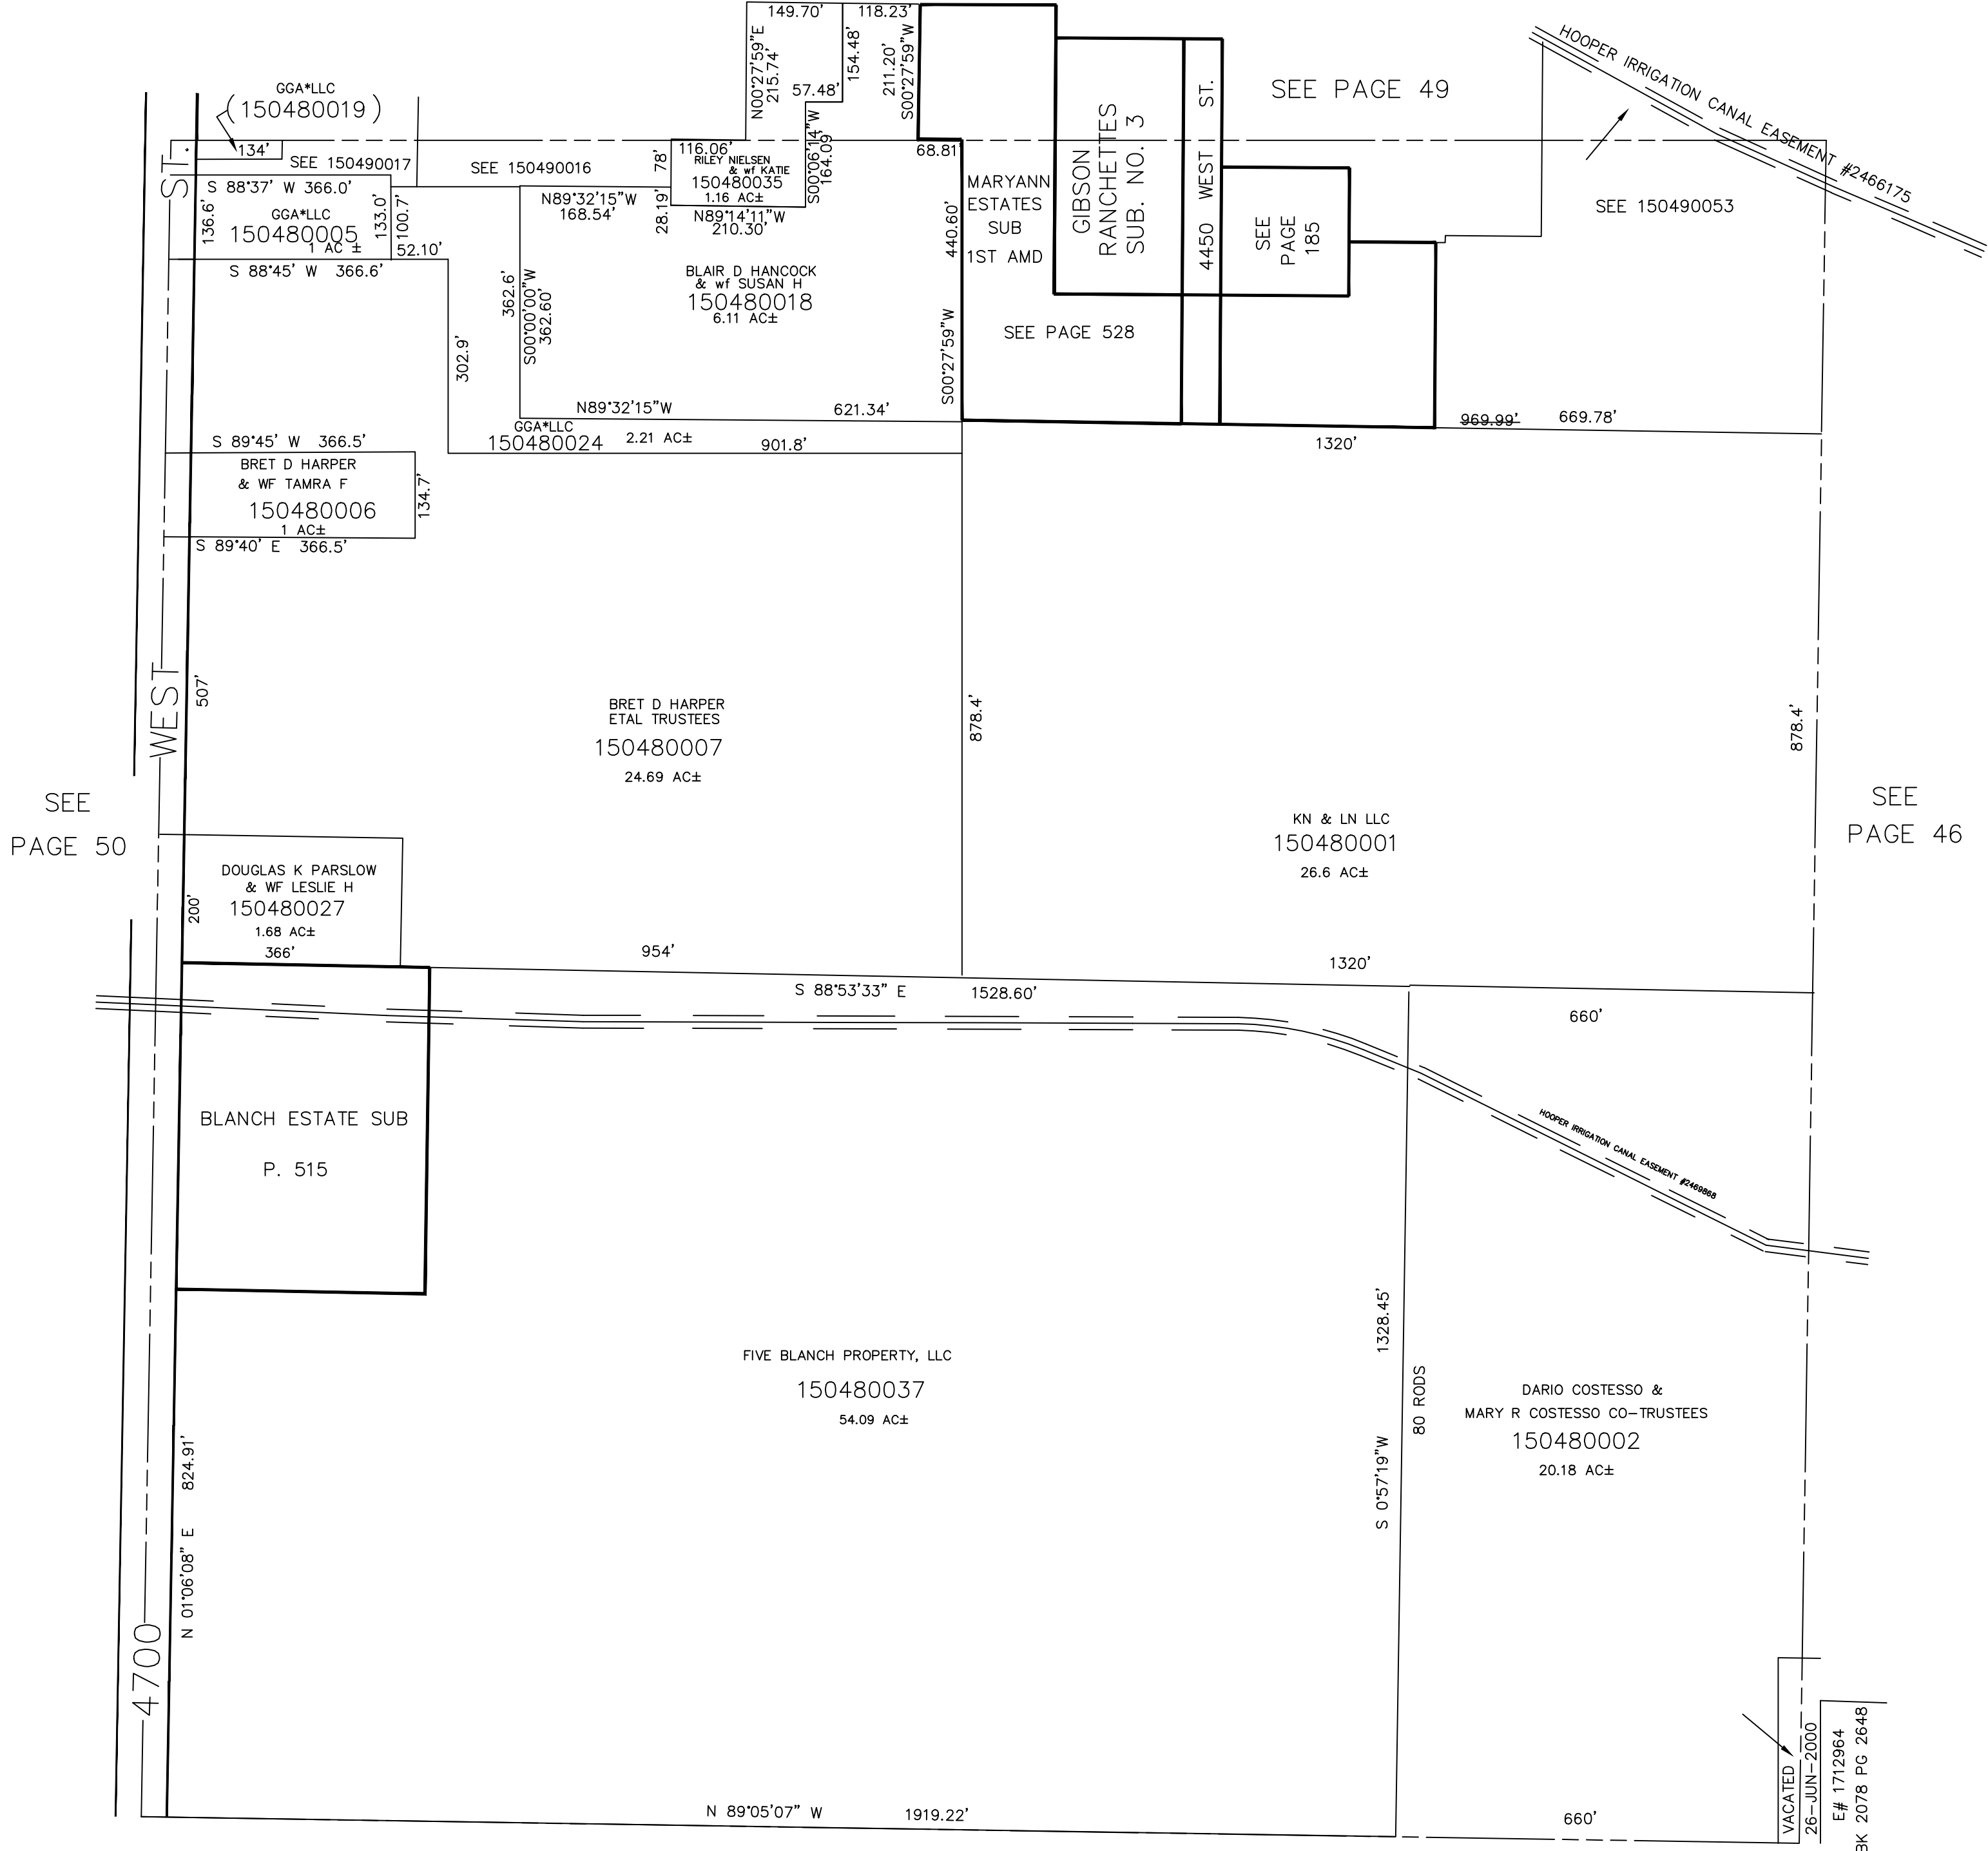 149.70'
118.23'
N00°27'59"E
215.74'
154.48'
211.20'
S00°27'59"W
57.48'
HOOPER IRRIGATION CANAL EASEMENT #2466175
SEE PAGE 49
GGA*LLC
(150480019)
134'
SEE 150490017
SEE 150490016
116.06'
78'
RILEY NIELSEN
& wf KATIE
150480035
1.16 AC±
S00°06'14"W
164.09
68.81'
S 88°37' W 366.0'
136.6'
GGA*LLC
150480005
1 AC ±
133.0'
100.7'
52.10'
S 88°45' W 366.6'
N89°32'15"W
168.54'
28.19'
N89°14'11"W
210.30'
MARYANN
ESTATES
SUB
1ST AMD
GIBSON
RANCHETTES
SUB. NO. 3
4450 WEST ST.
SEE
PAGE
185
SEE 150490053
440.60'
S00°27'59"W
BLAIR D HANCOCK
& wf SUSAN H
150480018
6.11 AC±
362.6'
S00°00'00"W
362.60'
302.9'
SEE PAGE 528
N89°32'15"W
621.34'
GGA*LLC
150480024
2.21 AC±
901.8'
969.99'
669.78'
1320'
S 89°45' W 366.5'
BRET D HARPER
& WF TAMRA F
150480006
1 AC±
134.7'
S 89°40' E 366.5'
4700 WEST ST.
507'
BRET D HARPER
ETAL TRUSTEES
150480007
24.69 AC±
878.4'
878.4'
SEE
PAGE 50
SEE
PAGE 46
KN & LN LLC
150480001
26.6 AC±
DOUGLAS K PARSLOW
& WF LESLIE H
150480027
1.68 AC±
366'
200'
954'
1320'
S 88°53'33" E
1528.60'
660'
BLANCH ESTATE SUB
P. 515
HOOPER IRRIGATION CANAL EASEMENT #2469868
FIVE BLANCH PROPERTY, LLC
150480037
54.09 AC±
1328.45'
S 0°57'19"W
80 RODS
DARIO COSTESSO &
MARY R COSTESSO CO-TRUSTEES
150480002
20.18 AC±
N 01°06'08" E 824.91'
N 89°05'07" W
1919.22'
660'
VACATED
26-JUN-2000
E# 1712964
BK 2078 PG 2648